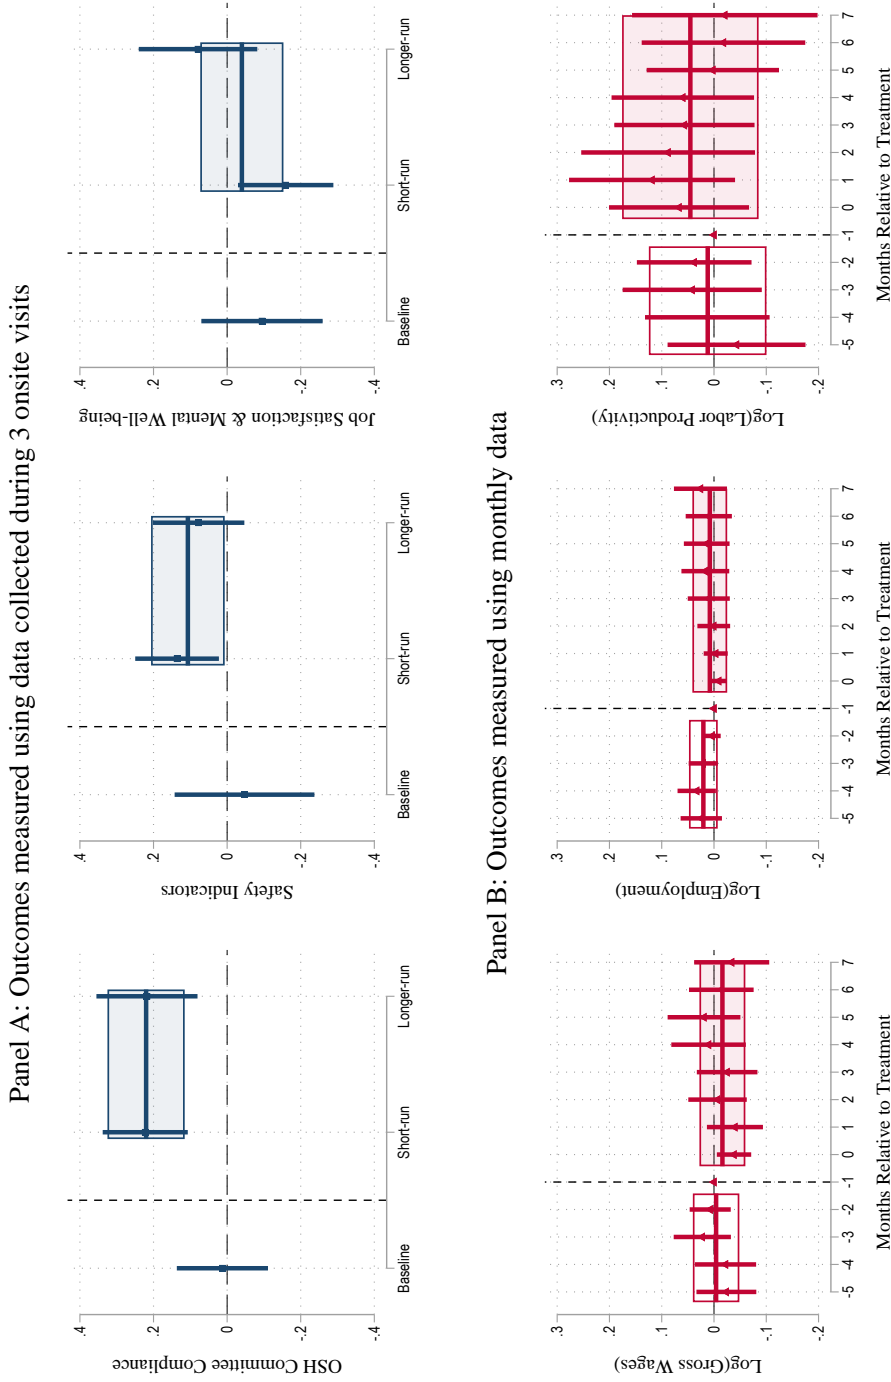 Panel A: Outcomes measured using data collected during 3 onsite visits
OSH Committee Compliance
.4
.2
0
-.2
-.4
Baseline
Short-run
Longer-run
Safety Indicators
.4
.2
0
-.2
-.4
Baseline
Short-run
Longer-run
Job Satisfaction & Mental Well-being
.4
.2
0
-.2
-.4
Baseline
Short-run
Longer-run
Panel B: Outcomes measured using monthly data
Log(Gross Wages)
.3
.2
.1
0
-.1
-.2
-5 -4 -3 -2 -1 0 1 2 3 4 5 6 7
Months Relative to Treatment
Log(Employment)
.3
.2
.1
0
-.1
-.2
-5 -4 -3 -2 -1 0 1 2 3 4 5 6 7
Months Relative to Treatment
Log(Labor Productivity)
.3
.2
.1
0
-.1
-.2
-5 -4 -3 -2 -1 0 1 2 3 4 5 6 7
Months Relative to Treatment